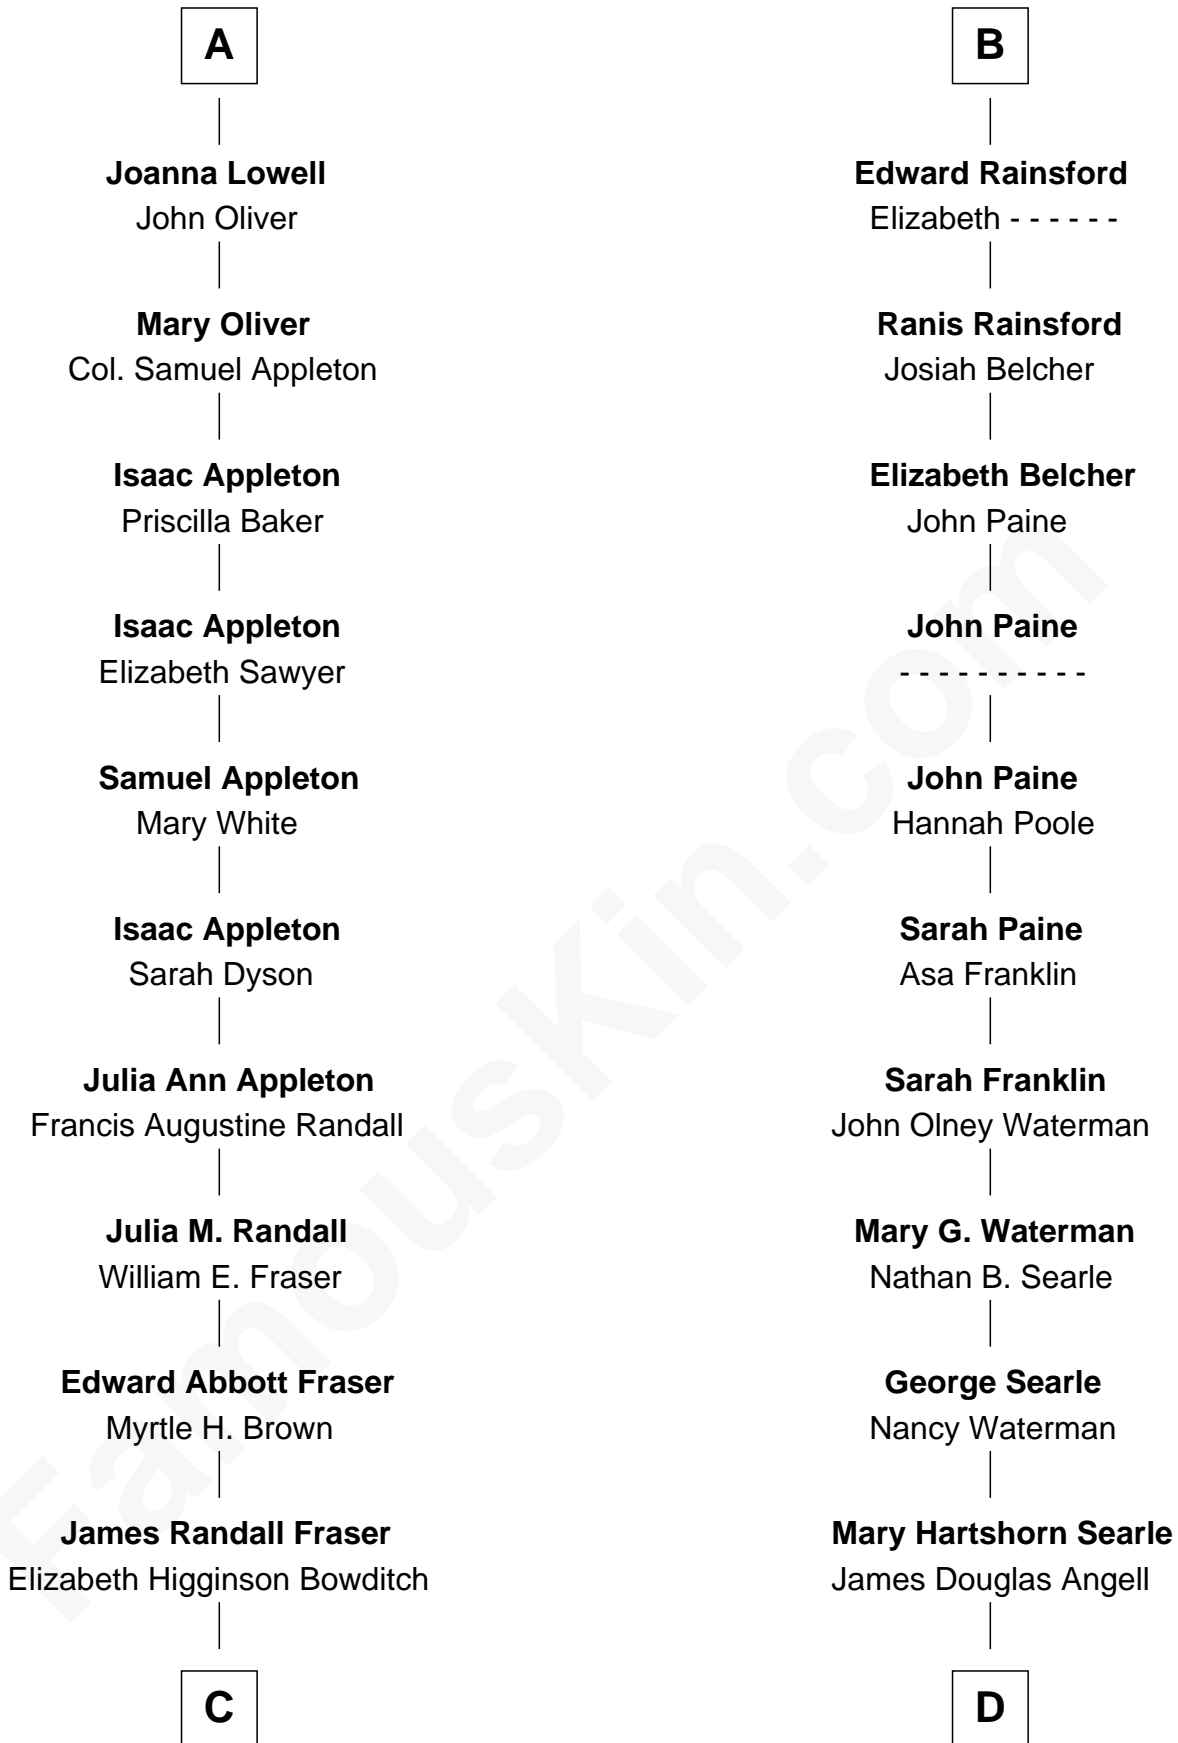 A
Joanna Lowell
John Oliver
Mary Oliver
Col. Samuel Appleton
Isaac Appleton
Priscilla Baker
Isaac Appleton
Elizabeth Sawyer
Samuel Appleton
Mary White
Isaac Appleton
Sarah Dyson
Julia Ann Appleton
Francis Augustine Randall
Julia M. Randall
William E. Fraser
Edward Abbott Fraser
Myrtle H. Brown
James Randall Fraser
Elizabeth Higginson Bowditch
C
B
Edward Rainsford
Elizabeth - - - - - -
Ranis Rainsford
Josiah Belcher
Elizabeth Belcher
John Paine
John Paine
- - - - - - - - - -
John Paine
Hannah Poole
Sarah Paine
Asa Franklin
Sarah Franklin
John Olney Waterman
Mary G. Waterman
Nathan B. Searle
George Searle
Nancy Waterman
Mary Hartshorn Searle
James Douglas Angell
D
FamousKin.com